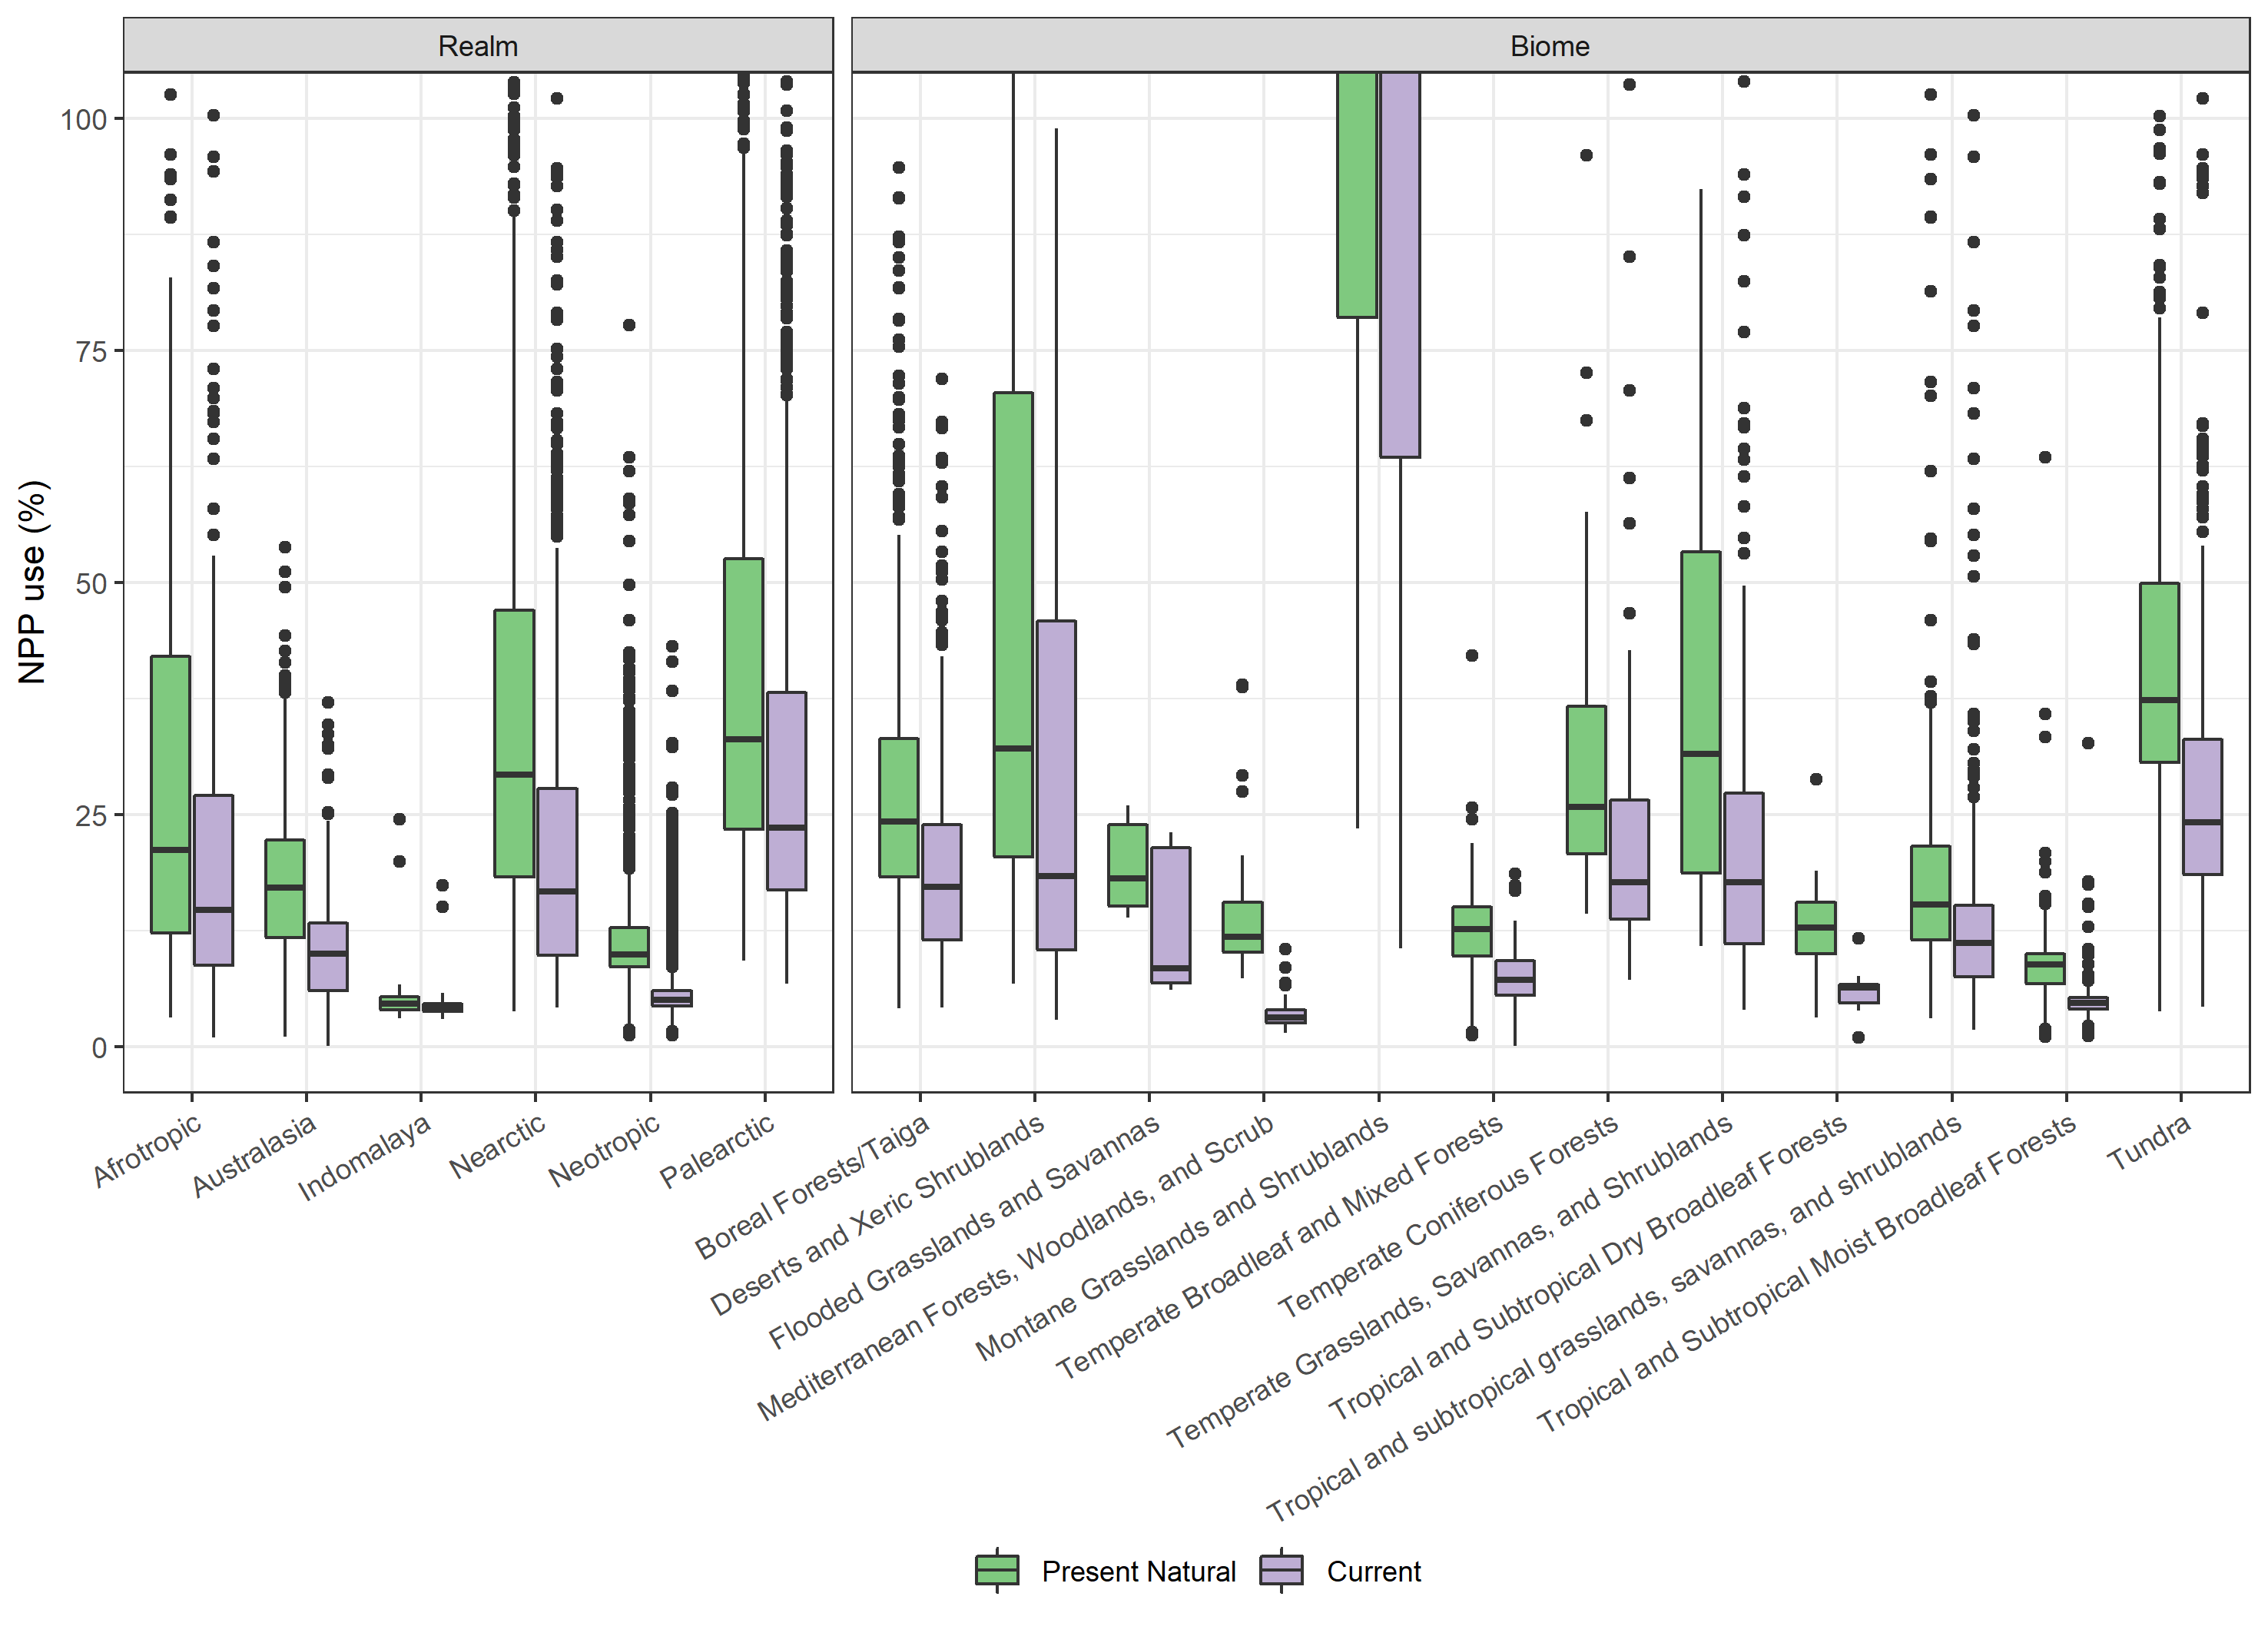 Realm
Biome
NPP use (%)
100
75
50
25
0
Afrotropic
Australasia
Indomalaya
Nearctic
Neotropic
Palearctic
Boreal Forests/Taiga
Deserts and Xeric Shrublands
Flooded Grasslands and Savannas
Mediterranean Forests, Woodlands, and Scrub
Montane Grasslands and Shrublands
Temperate Broadleaf and Mixed Forests
Temperate Coniferous Forests
Temperate Grasslands, Savannas, and Shrublands
Tropical and Subtropical Dry Broadleaf Forests
Tropical and subtropical grasslands, savannas, and shrublands
Tropical and Subtropical Moist Broadleaf Forests
Tundra
Present Natural
Current